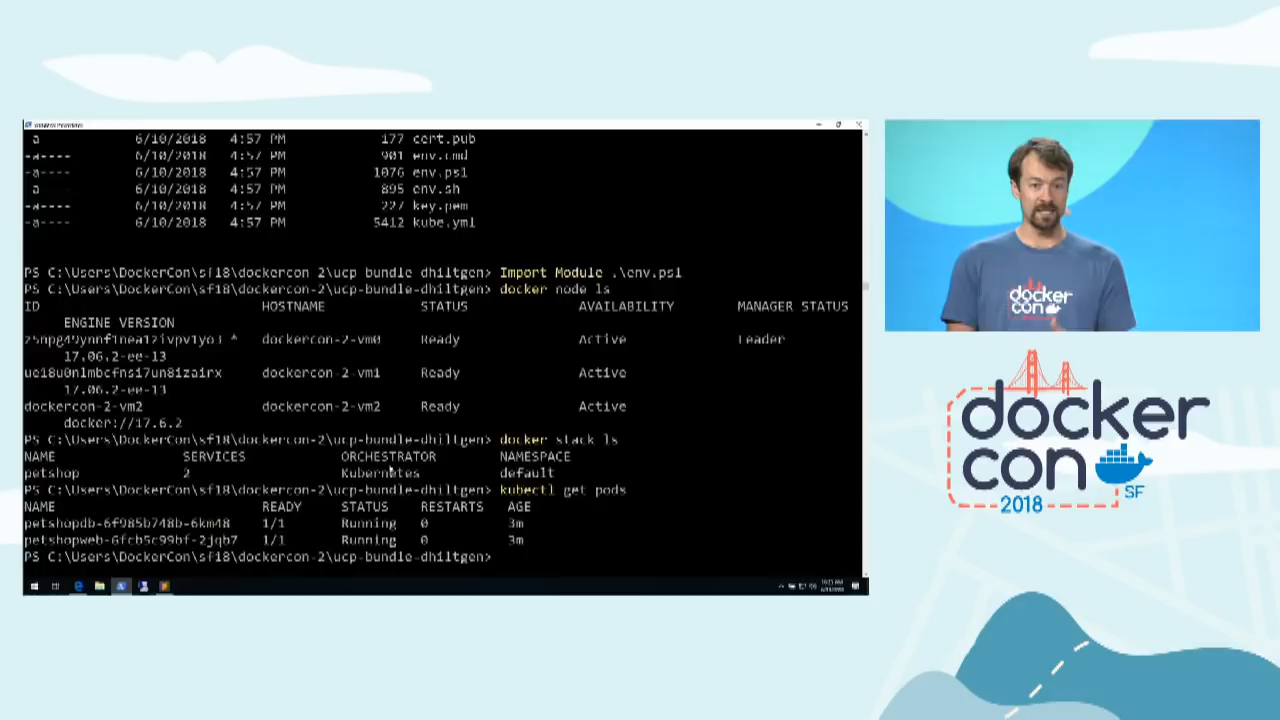 a 6/10/2018 4:57 PM 177 cert.pub
-a---- 6/10/2018 4:57 PM 901 env.cmd
-a---- 6/10/2018 4:57 PM 1076 env.ps1
a 6/10/2018 4:57 PM 895 env.sh
-a---- 6/10/2018 4:57 PM 227 key.pem
-a---- 6/10/2018 4:57 PM 5412 kube.yml
PS C:\Users\DockerCon\sf18\dockercon-2\ucp-bundle-dhiltgen> Import Module .\env.ps1
PS C:\Users\DockerCon\sf18\dockercon-2\ucp-bundle-dhiltgen> docker node ls
ID HOSTNAME STATUS AVAILABILITY MANAGER STATUS
ENGINE VERSION
* dockercon-2-vm0 Ready Active Leader
17.06.2-ee-13
dockercon-2-vm1 Ready Active
17.06.2-ee-13
dockercon-2-vm2 dockercon-2-vm2 Ready Active
docker://17.6.2
PS C:\Users\DockerCon\sf18\dockercon-2\ucp-bundle-dhiltgen> docker stack ls
NAME SERVICES ORCHESTRATOR NAMESPACE
petshop 2 Kubernetes default
PS C:\Users\DockerCon\sf18\dockercon-2\ucp-bundle-dhiltgen> kubectl get pods
NAME READY STATUS RESTARTS AGE
petshopdb-6f985b748b-6km48 1/1 Running 0 3m
petshopweb-6fcb5c99bf-2jqb7 1/1 Running 0 3m
PS C:\Users\DockerCon\sf18\dockercon-2\ucp-bundle-dhiltgen>
docker
con
docker
con
2018
SF